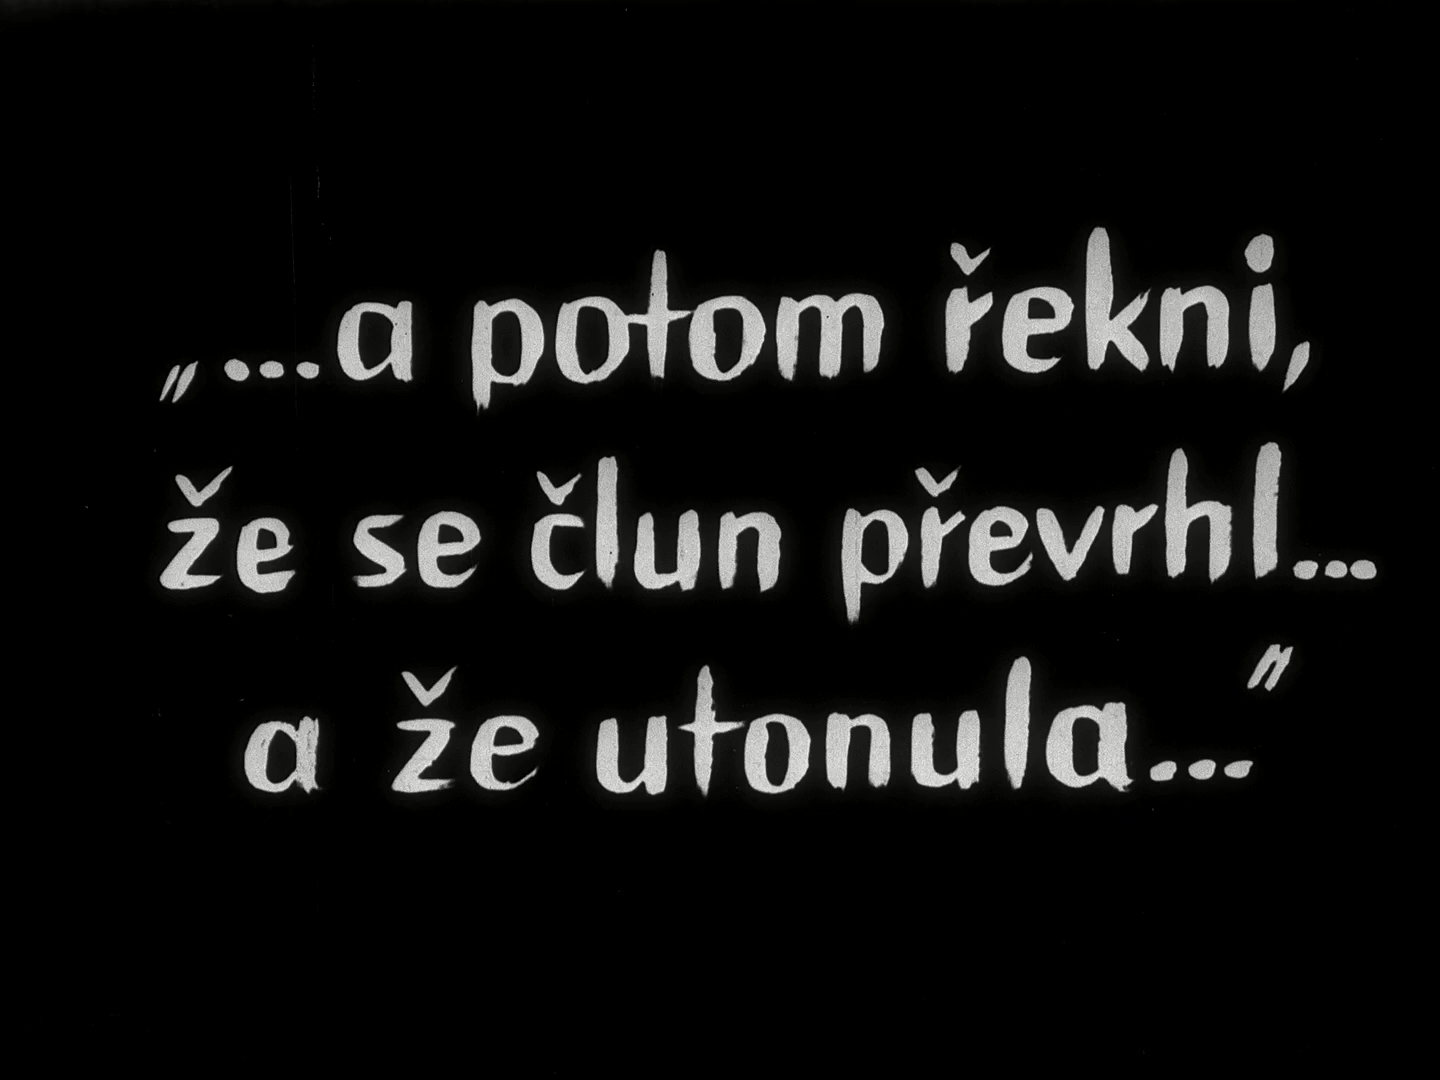 „...a potom řekni,
že se člun převrhl...
a že utonula..."